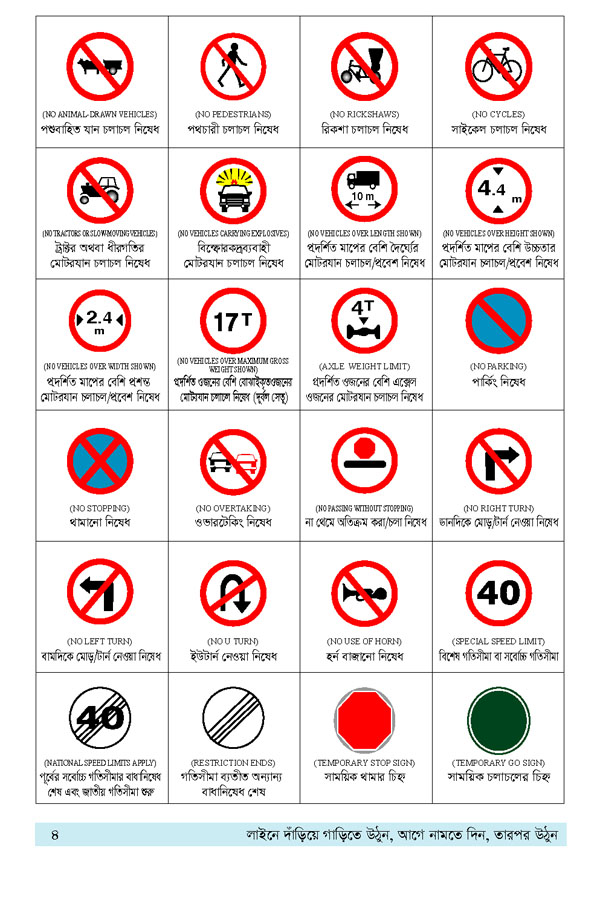 (NO ANIMAL-DRAWN VEHICLES)
পশুবাহিত যান চলাচল নিষেধ
(NO PEDESTRIANS)
পথচারী চলাচল নিষেধ
(NO RICKSHAWS)
রিকশা চলাচল নিষেধ
(NO CYCLES)
সাইকেল চলাচল নিষেধ
(NO TRACTORS OR SLOW-MOVING VEHICLES)
ট্রাক্টর অথবা ধীরগতির
মোটরযান চলাচল নিষেধ
(NO VEHICLES CARRYING EXPLOSIVES)
বিস্ফোরকদ্রব্যবাহী
মোটরযান চলাচল নিষেধ
10 m
(NO VEHICLES OVER LENGTH SHOWN)
প্রদর্শিত মাপের বেশি দৈর্ঘ্যের
মোটরযান চলাচল/প্রবেশ নিষেধ
4.4 m
(NO VEHICLES OVER HEIGHT SHOWN)
প্রদর্শিত মাপের বেশি উচ্চতার
মোটরযান চলাচল/প্রবেশ নিষেধ
2.4 m
(NO VEHICLES OVER WIDTH SHOWN)
প্রদর্শিত মাপের বেশি প্রশস্ত
মোটরযান চলাচল/প্রবেশ নিষেধ
17 T
(NO VEHICLES OVER MAXIMUM GROSS
WEIGHT SHOWN)
প্রদর্শিত ওজনের বেশি বোঝাইকৃতওজনের
মোটরযান চলাচল নিষেধ (দূর্বল সেতু)
4T
(AXLE WEIGHT LIMIT)
প্রদর্শিত ওজনের বেশি এক্সেল
ওজনের মোটরযান চলাচল নিষেধ
(NO PARKING)
পার্কিং নিষেধ
(NO STOPPING)
থামানো নিষেধ
(NO OVERTAKING)
ওভারটেকিং নিষেধ
(NO PASSING WITHOUT STOPPING)
না থেমে অতিক্রম করা/চলা নিষেধ
(NO RIGHT TURN)
ডানদিকে মোড়/টার্ন নেওয়া নিষেধ
(NO LEFT TURN)
বামদিকে মোড়/টার্ন নেওয়া নিষেধ
(NO U TURN)
ইউটার্ন নেওয়া নিষেধ
(NO USE OF HORN)
হর্ন বাজানো নিষেধ
40
(SPECIAL SPEED LIMIT)
বিশেষ গতিসীমা বা সর্বোচ্চ গতিসীমা
40
(NATIONAL SPEED LIMITS APPLY)
পূর্বের সর্বোচ্চ গতিসীমার বাধানিষেধ
শেষ এবং জাতীয় গতিসীমা শুরু
(RESTRICTION ENDS)
গতিসীমা ব্যতীত অন্যান্য
বাধানিষেধ শেষ
(TEMPORARY STOP SIGN)
সাময়িক থামার চিহ্ন
(TEMPORARY GO SIGN)
সাময়িক চলাচলের চিহ্ন
৪
লাইনে দাঁড়িয়ে গাড়িতে উঠুন, আগে নামতে দিন, তারপর উঠুন